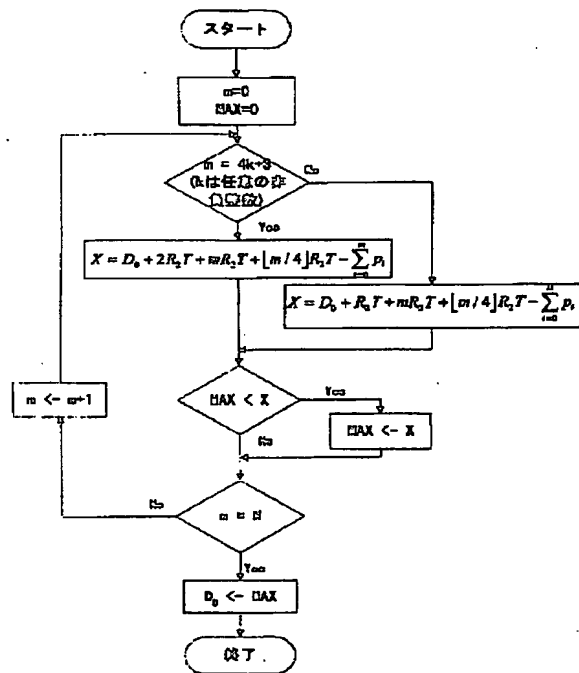 スタート
m=0
MAX=0
m = 4k+3
(kは任意の非
負整数)
No
Yes
X = D₀ + 2R₂T + mR₂T + ⌊m/4⌋R₂T − Σ pᵢ
X = D₀ + R₂T + mR₂T + ⌊m/4⌋R₂T − Σ pᵢ
m <- m+1
MAX < X
Yes
MAX <- X
No
No
m = N
Yes
D₀ <- MAX
終了